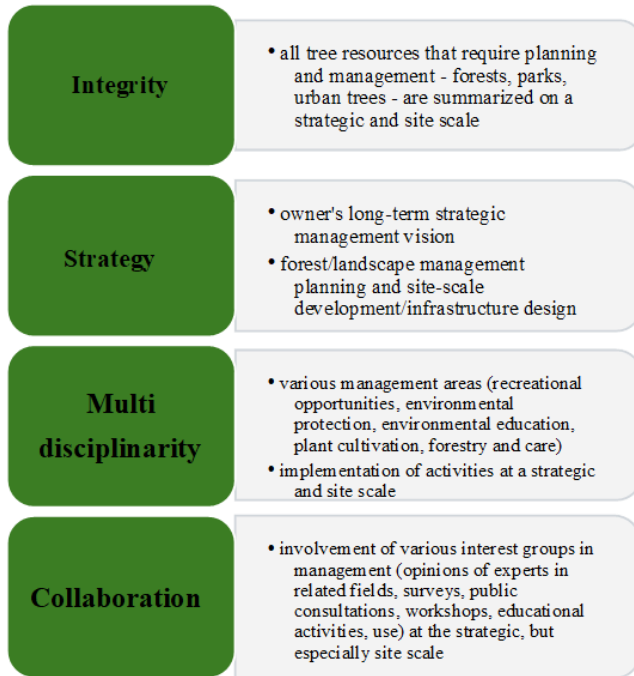 Integrity
• all tree resources that require planning
and management - forests, parks,
urban trees - are summarized on a
strategic and site scale
Strategy
• owner's long-term strategic
management vision
• forest/landscape management
planning and site-scale
development/infrastructure design
Multi
disciplinarity
• various management areas (recreational
opportunities, environmental
protection, environmental education,
plant cultivation, forestry and care)
• implementation of activities at a strategic
and site scale
Collaboration
• involvement of various interest groups in
management (opinions of experts in
related fields, surveys, public
consultations, workshops, educational
activities, use) at the strategic, but
especially site scale